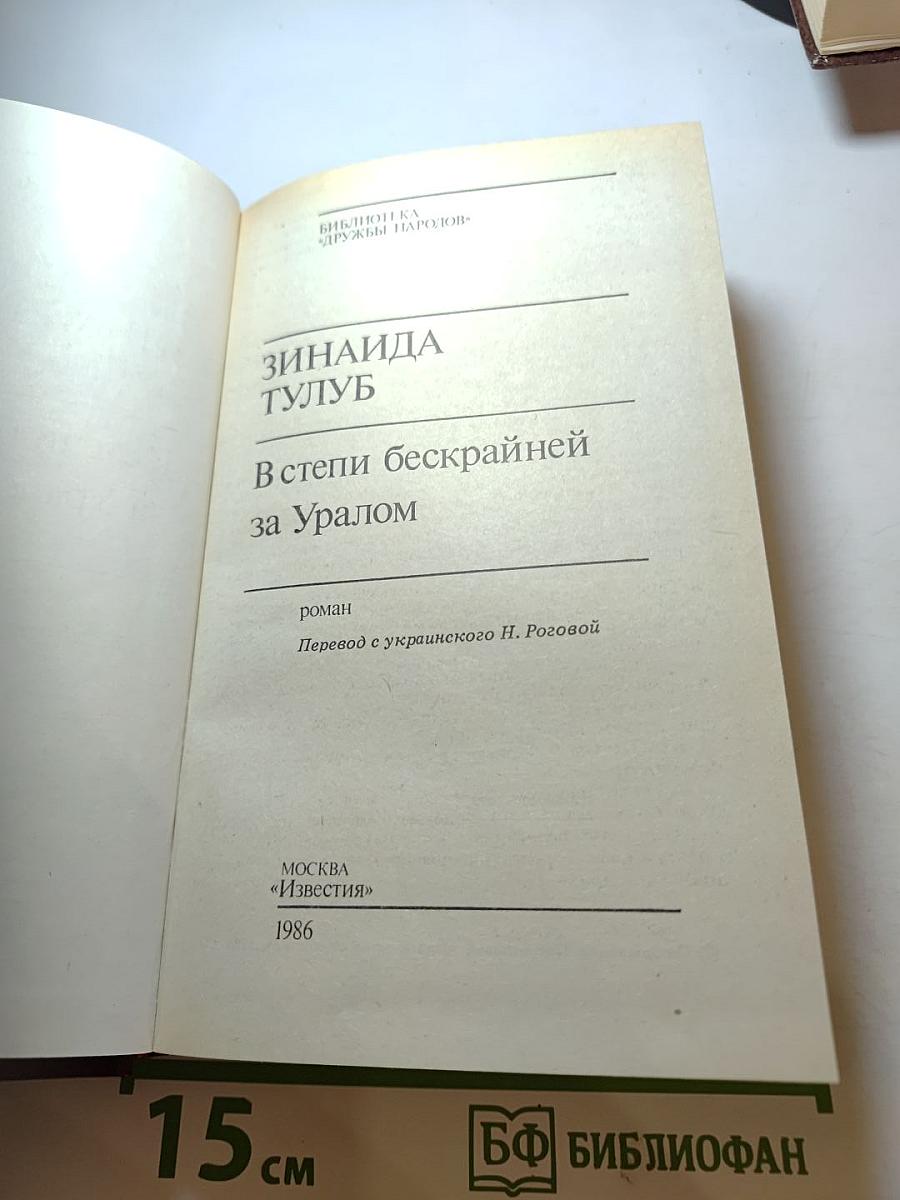 БИБЛИОТЕКА
«ДРУЖБЫ НАРОДОВ»
ЗИНАИДА
ТУЛУБ
В степи бескрайней
за Уралом
роман
Перевод с украинского Н. Роговой
МОСКВА
«Известия»
1986
15 см
БФ БИБЛИОФАН